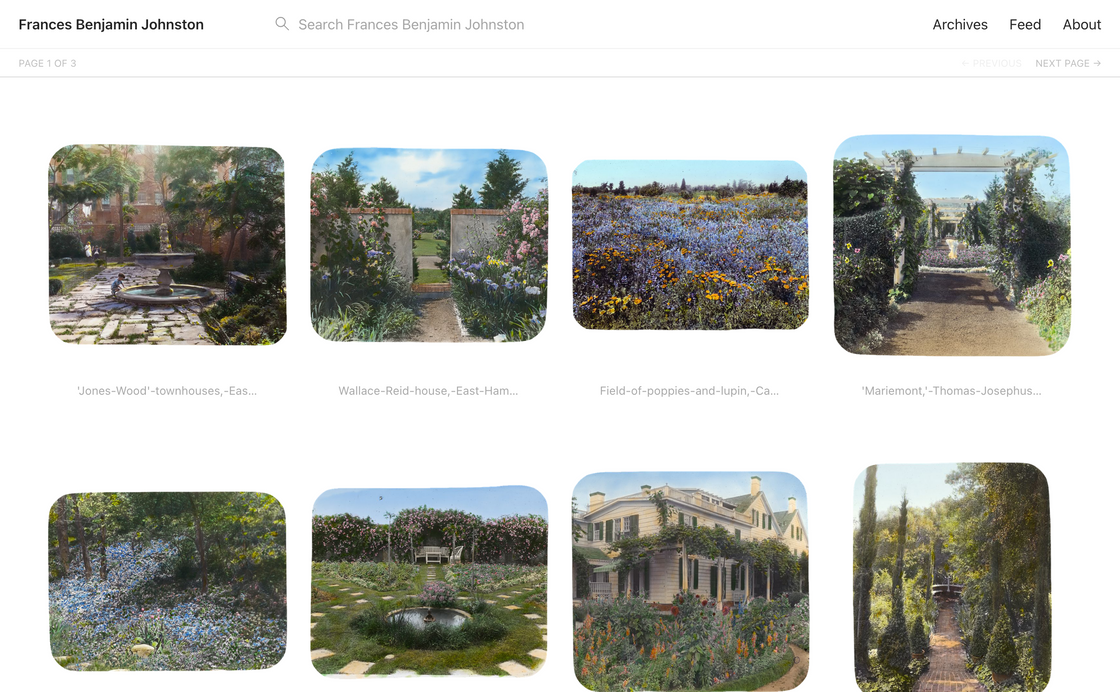 Frances Benjamin Johnston
Search Frances Benjamin Johnston
Archives Feed About
PAGE 1 OF 3
← PREVIOUS NEXT PAGE →
'Jones-Wood'-townhouses,-Eas...
Wallace-Reid-house,-East-Ham...
Field-of-poppies-and-lupin,-Ca...
'Mariemont,'-Thomas-Josephus...